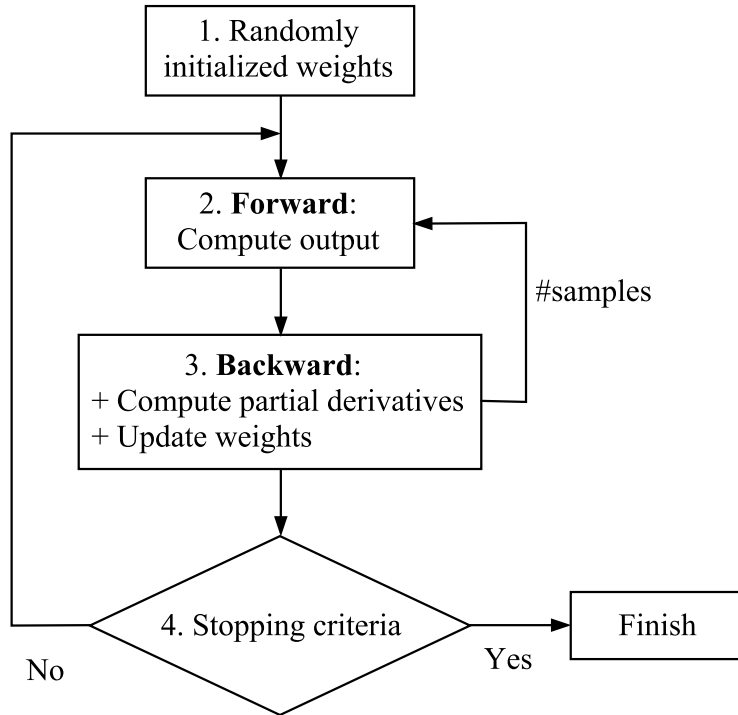 1. Randomly
initialized weights
2. Forward:
Compute output
#samples
3. Backward:
+ Compute partial derivatives
+ Update weights
4. Stopping criteria
Finish
Yes
No